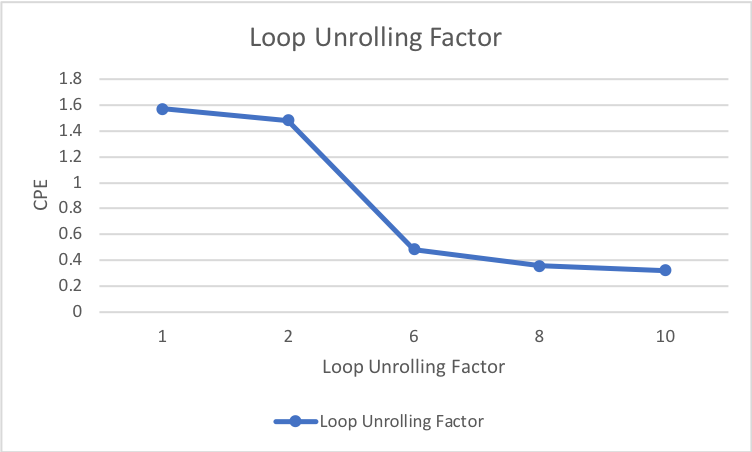 Loop Unrolling Factor
1.8
1.6
1.4
1.2
1
0.8
0.6
0.4
0.2
0
CPE
1 2 6 8 10
Loop Unrolling Factor
Loop Unrolling Factor